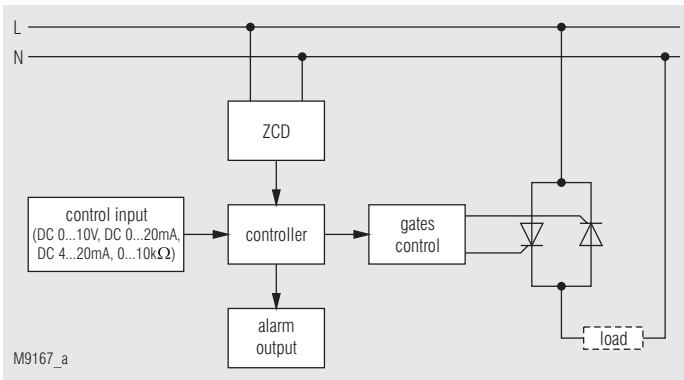 L
N
ZCD
control input
(DC 0...10V, DC 0...20mA,
DC 4...20mA, 0...10kΩ)
controller
gates
control
alarm
output
load
M9167_a